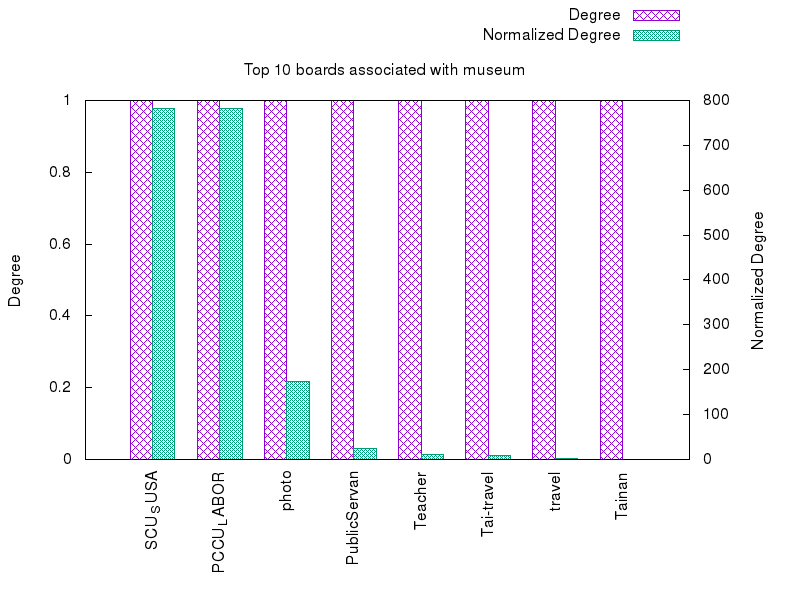 Degree
Normalized Degree
Top 10 boards associated with museum
1
0.8
0.6
0.4
0.2
0
800
700
600
500
400
300
200
100
0
Degree
Normalized Degree
SCUSUSA
PCCULABOR
photo
PublicServan
Teacher
Tai-travel
travel
Tainan